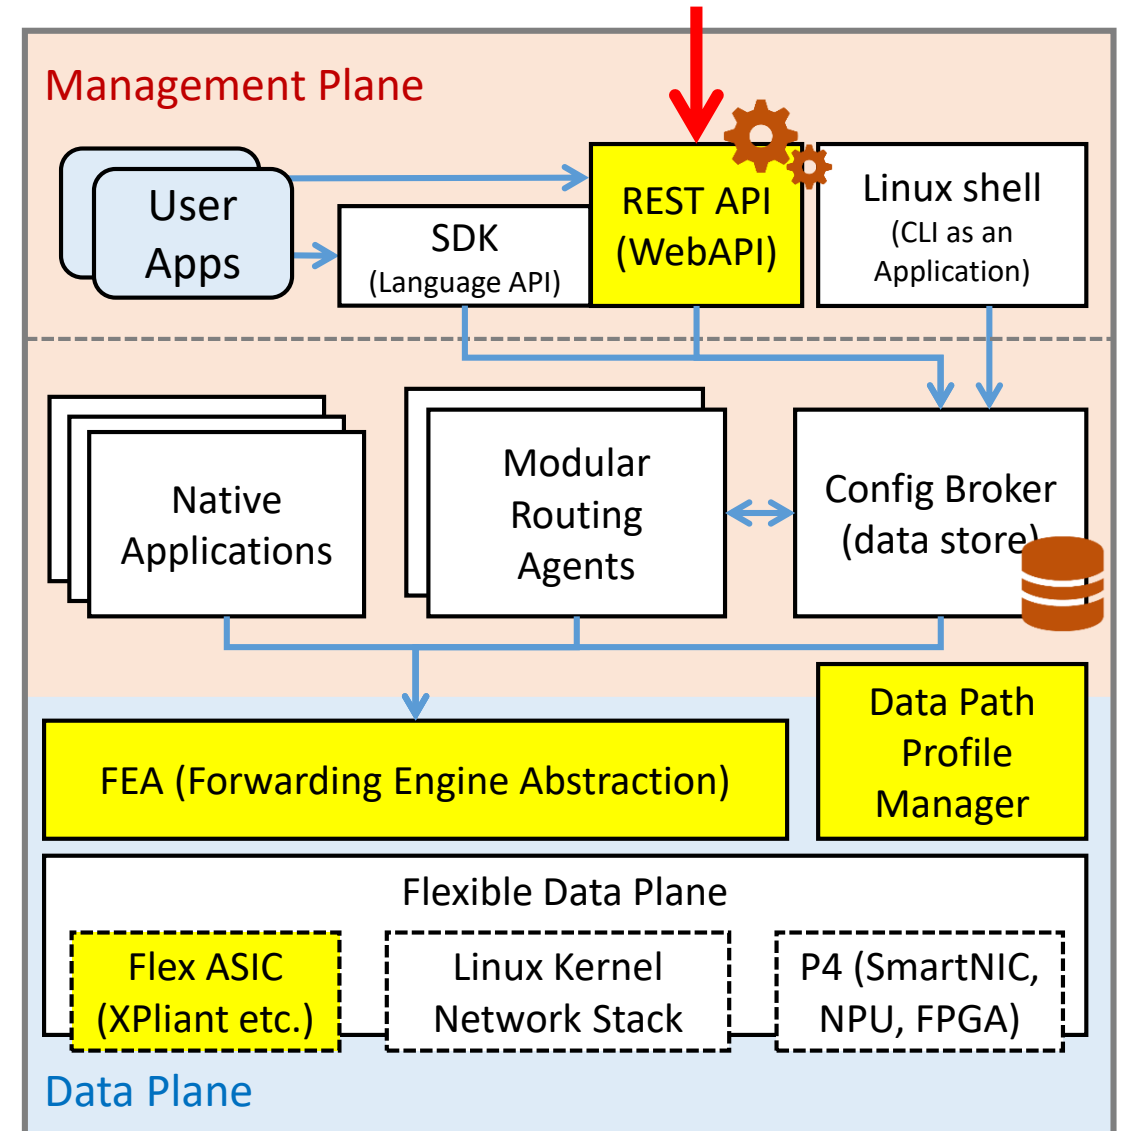 Management Plane
User
Apps
SDK
(Language API)
REST API
(WebAPI)
Linux shell
(CLI as an
Application)
Native
Applications
Modular
Routing
Agents
Config Broker
(data store)
Data Path
Profile
Manager
FEA (Forwarding Engine Abstraction)
Flexible Data Plane
Flex ASIC
(XPliant etc.)
Linux Kernel
Network Stack
P4 (SmartNIC,
NPU, FPGA)
Data Plane